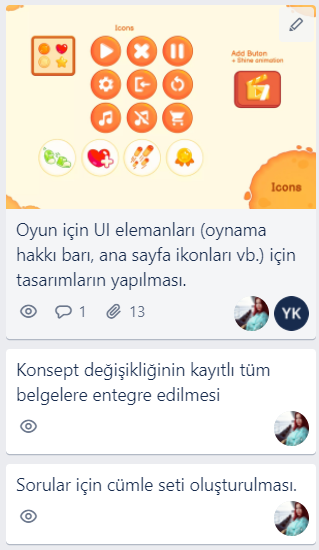 Icons
Add Buton
+ Shine animation
Icons
Oyun için UI elemanları (oynama
hakkı barı, ana sayfa ikonları vb.) için
tasarımların yapılması.
1 13
YK
Konsept değişikliğinin kayıtlı tüm
belgelere entegre edilmesi
Sorular için cümle seti oluşturulması.